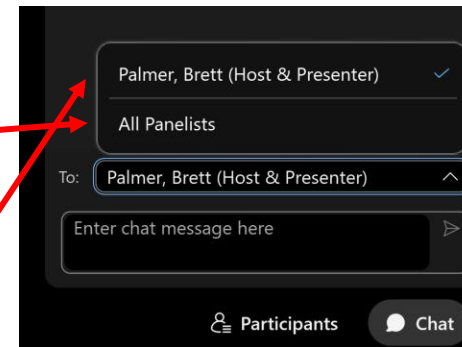 Palmer, Brett (Host & Presenter)
All Panelists
To: Palmer, Brett (Host & Presenter)
Enter chat message here
Participants Chat